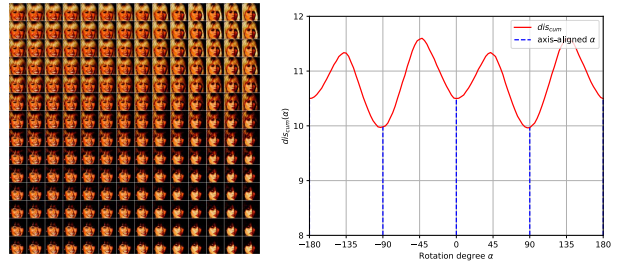 12
11
10
9
8
dis_cum(α)
dis_cum
axis-aligned α
−180 −135 −90 −45 0 45 90 135 180
Rotation degree α